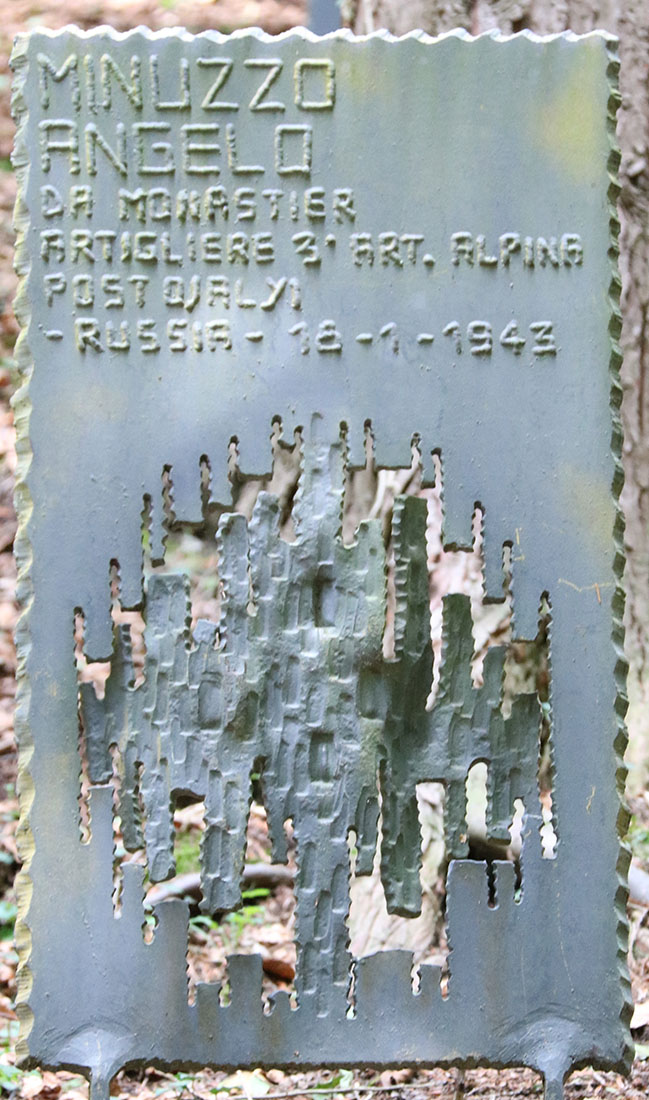 MINUZZO
ANGELO
DA MONASTIER
ARTIGLIERE 3' ART. ALPINA
POSTOJALYI
- RUSSIA - 18 - 1 - 1943